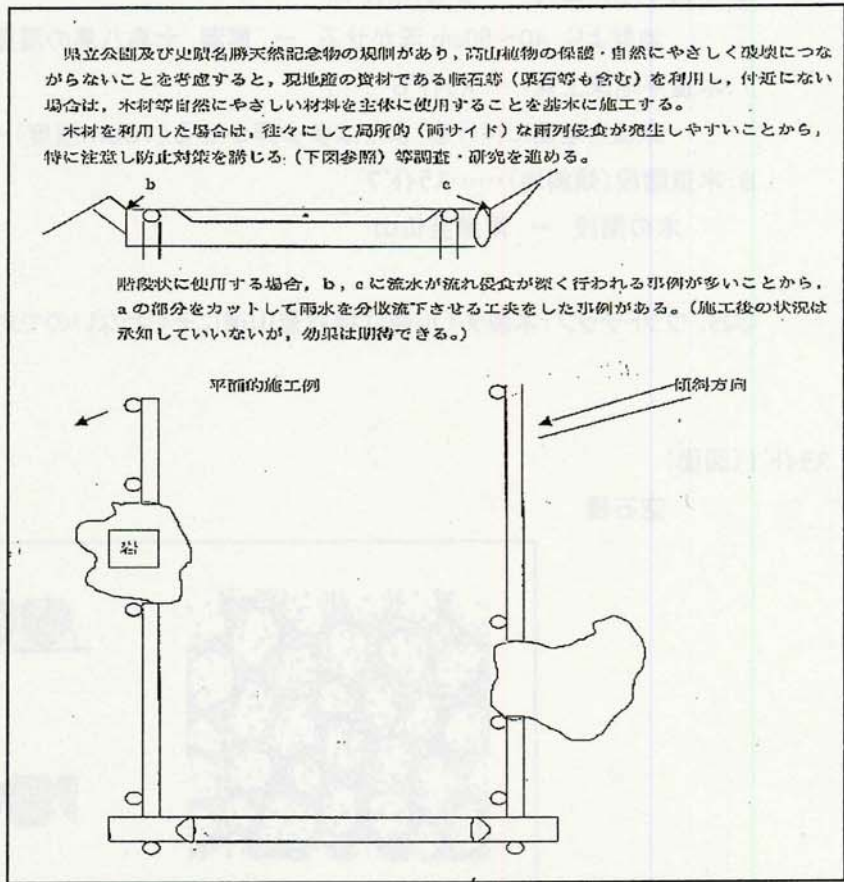 県立公園及び史蹟名勝天然記念物の規制があり，高山植物の保護・自然にやさしく破壊につな
がらないことを考慮すると，現地産の資材である転石等（栗石等も含む）を利用し，付近にない
場合は，木材等自然にやさしい材料を主体に使用することを基本に施工する。
木材を利用した場合は，往々にして局所的（両サイド）な雨列侵食が発生しやすいことから，
特に注意し防止対策を講じる（下図参照）等調査・研究を進める。
b c
階段状に使用する場合，b，cに流水が流れ侵食が深く行われる事例が多いことから，
aの部分をカットして雨水を分散流下させる工夫をした事例がある。（施工後の状況は
承知していいないが，効果は期待できる。）
平面的施工例 傾斜方向
岩